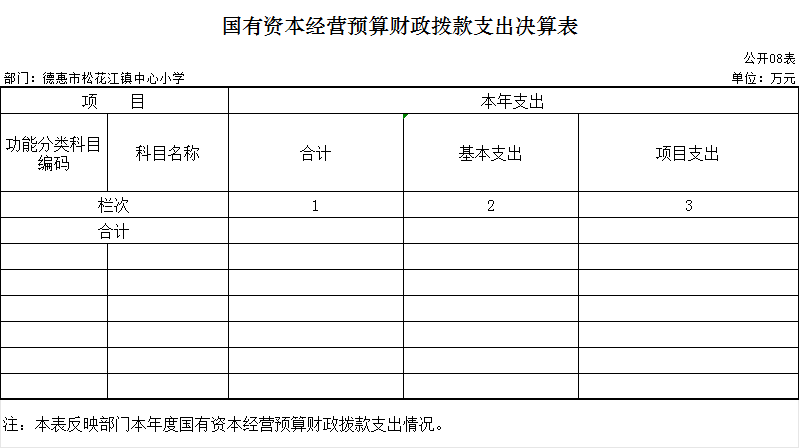 国有资本经营预算财政拨款支出决算表
公开08表
部门：德惠市松花江镇中心小学 单位：万元
项 目 本年支出
功能分类科目
编码 科目名称 合计 基本支出 项目支出
栏次 1 2 3
合计
注：本表反映部门本年度国有资本经营预算财政拨款支出情况。